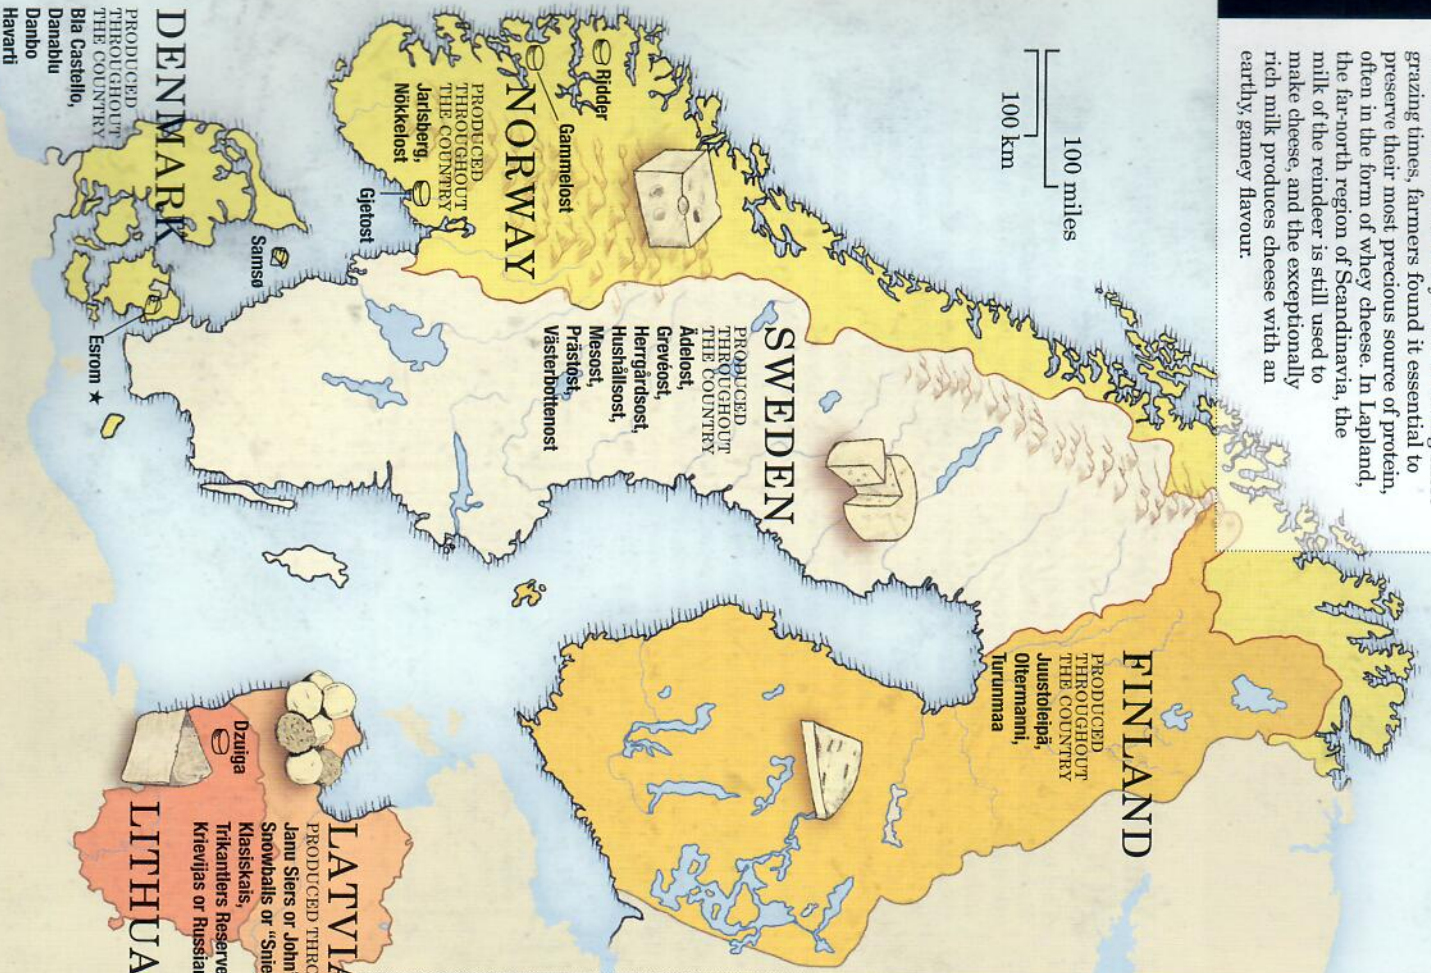 grazing times, farmers found it essential to
preserve their most precious source of protein,
often in the form of whey cheese. In Lapland,
the far-north region of Scandinavia, the
milk of the reindeer is still used to
make cheese, and the exceptionally
rich milk produces cheese with an
earthy, gamey flavour.
100 miles
100 km
NORWAY
PRODUCED
THROUGHOUT
THE COUNTRY
Jarlsberg,
Nökkelost
Ridder
Gammelost
Gjetost
SWEDEN
PRODUCED
THROUGHOUT
THE COUNTRY
Ädelost,
Grevéost,
Herrgårdsost,
Hushållsost,
Mesost,
Prästost,
Västerbottenost
FINLAND
PRODUCED
THROUGHOUT
THE COUNTRY
Juustoleipä,
Oltermanni,
Turunmaa
DENMARK
PRODUCED
THROUGHOUT
THE COUNTRY
Bla Castello,
Danablu
Danbo
Havarti
Samsø
Esrom ★
LATVIA
PRODUCED THRO
Janu Siers or John'
Snowballs or "Snie
Klasiskais,
Trikantlers Reserve
Krievijas or Russian
Dzuiga
LITHUA